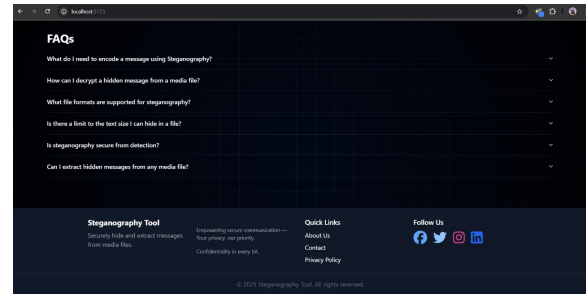 localhost:5173
FAQs
What do I need to encode a message using Steganography?
How can I decrypt a hidden message from a media file?
What file formats are supported for steganography?
Is there a limit to the text size I can hide in a file?
Is steganography secure from detection?
Can I extract hidden messages from any media file?
Steganography Tool
Securely hide and extract messages
from media files.
Empowering secure communication —
Your privacy, our priority.
Confidentiality in every bit.
Quick Links
About Us
Contact
Privacy Policy
Follow Us
© 2025 Steganography Tool. All rights reserved.